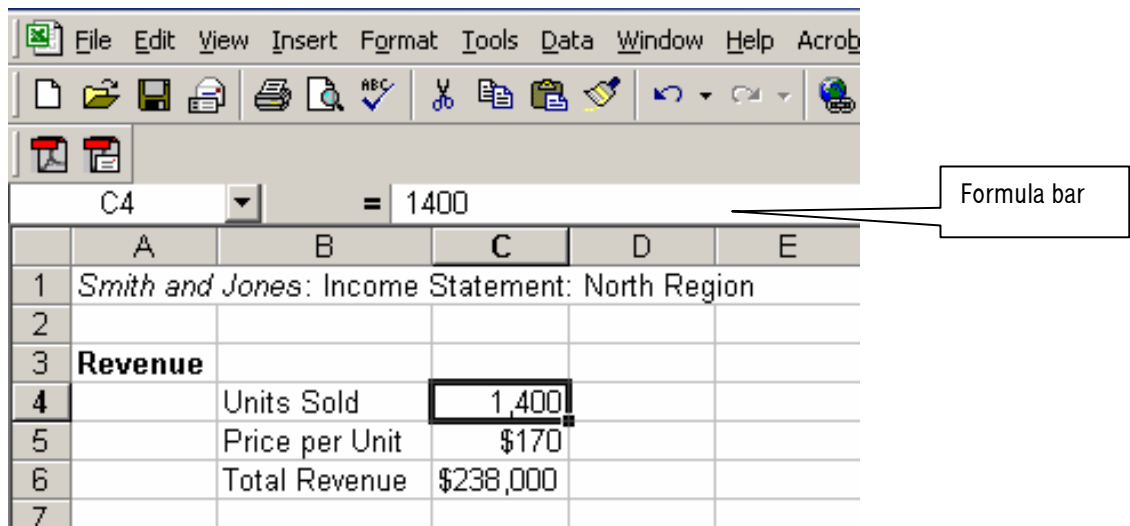 File Edit View Insert Format Tools Data Window Help Acrob
ABC
C4 = 1400
Formula bar
A B C D E
1 Smith and Jones: Income Statement: North Region
2
3 Revenue
4 Units Sold 1,400
5 Price per Unit $170
6 Total Revenue $238,000
7